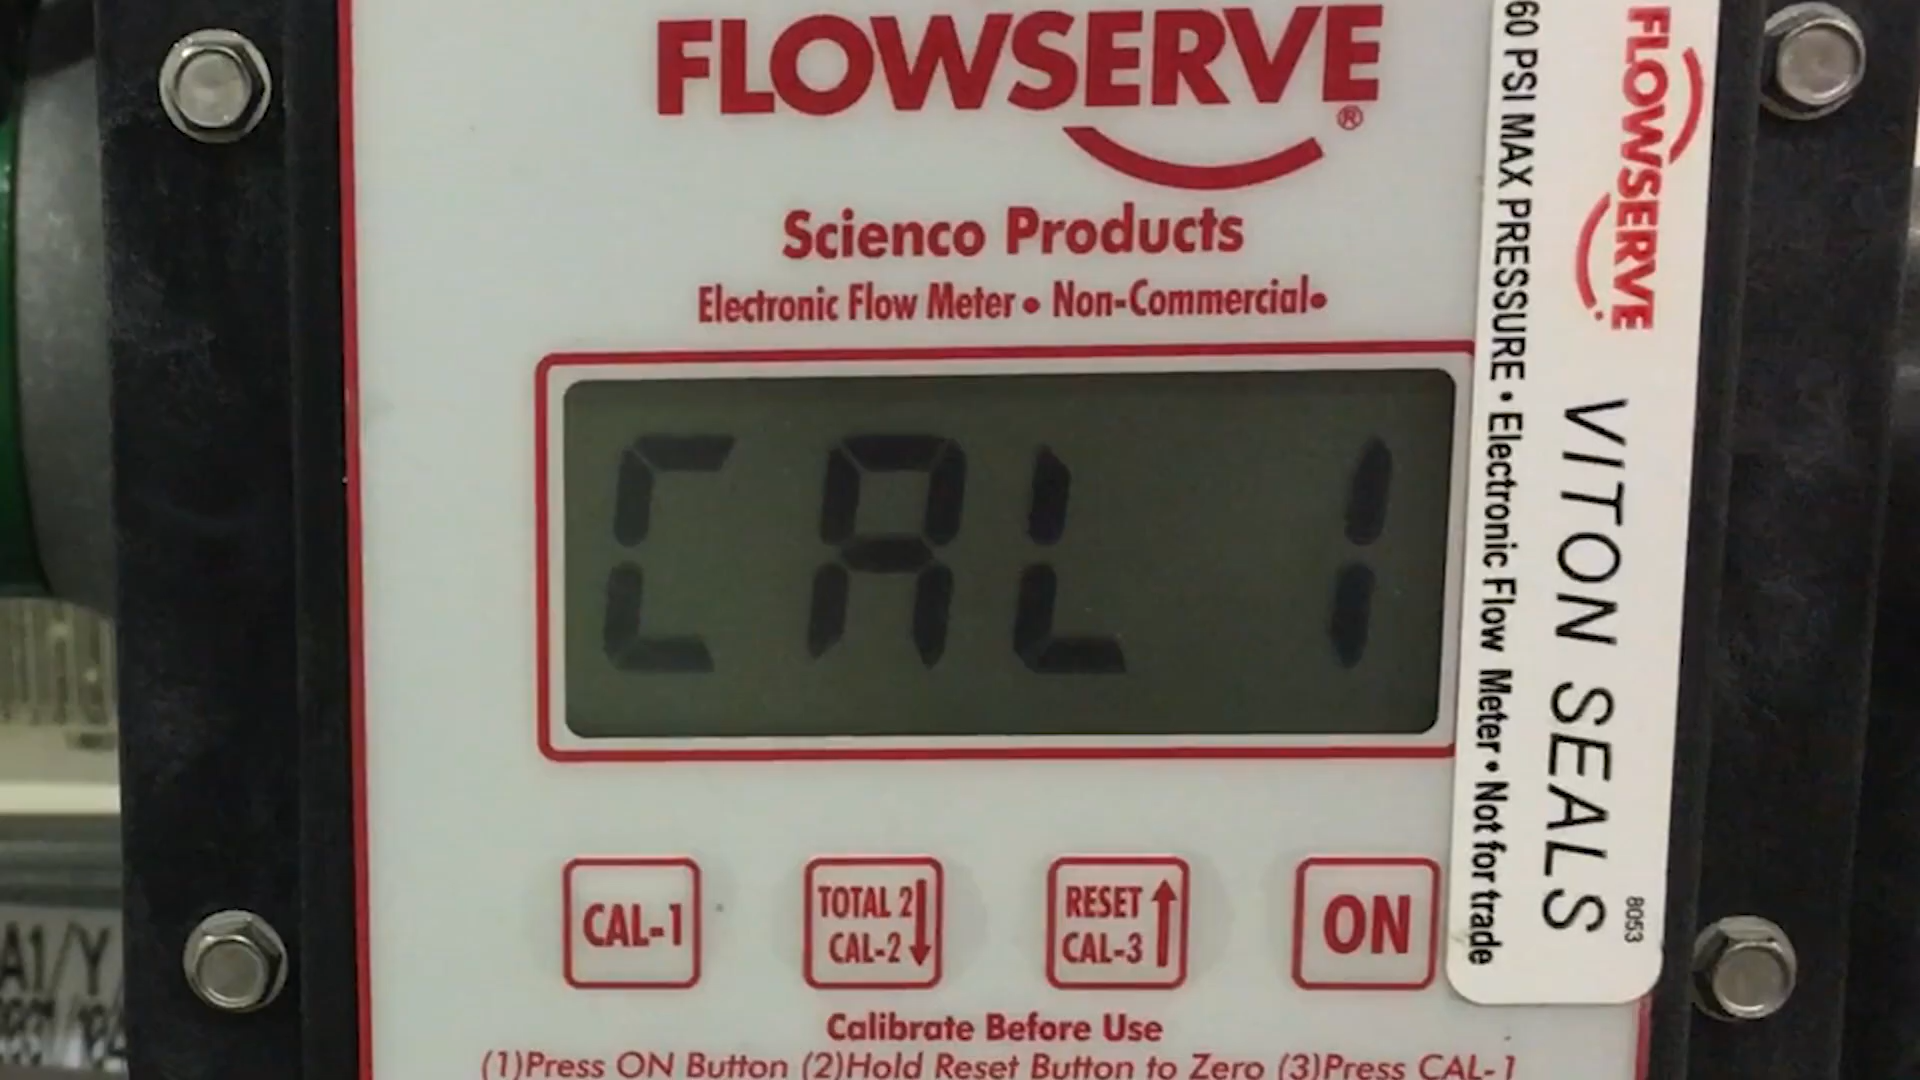 FLOWSERVE®
Scienco Products
Electronic Flow Meter • Non-Commercial•
CAL 1
CAL-1
TOTAL 2
CAL-2
RESET
CAL-3
ON
Calibrate Before Use
(1)Press ON Button (2)Hold Reset Button to Zero (3)Press CAL-1
FLOWSERVE
VITON SEALS
8053
60 PSI MAX PRESSURE • Electronic Flow Meter • Not for trade
A1/Y